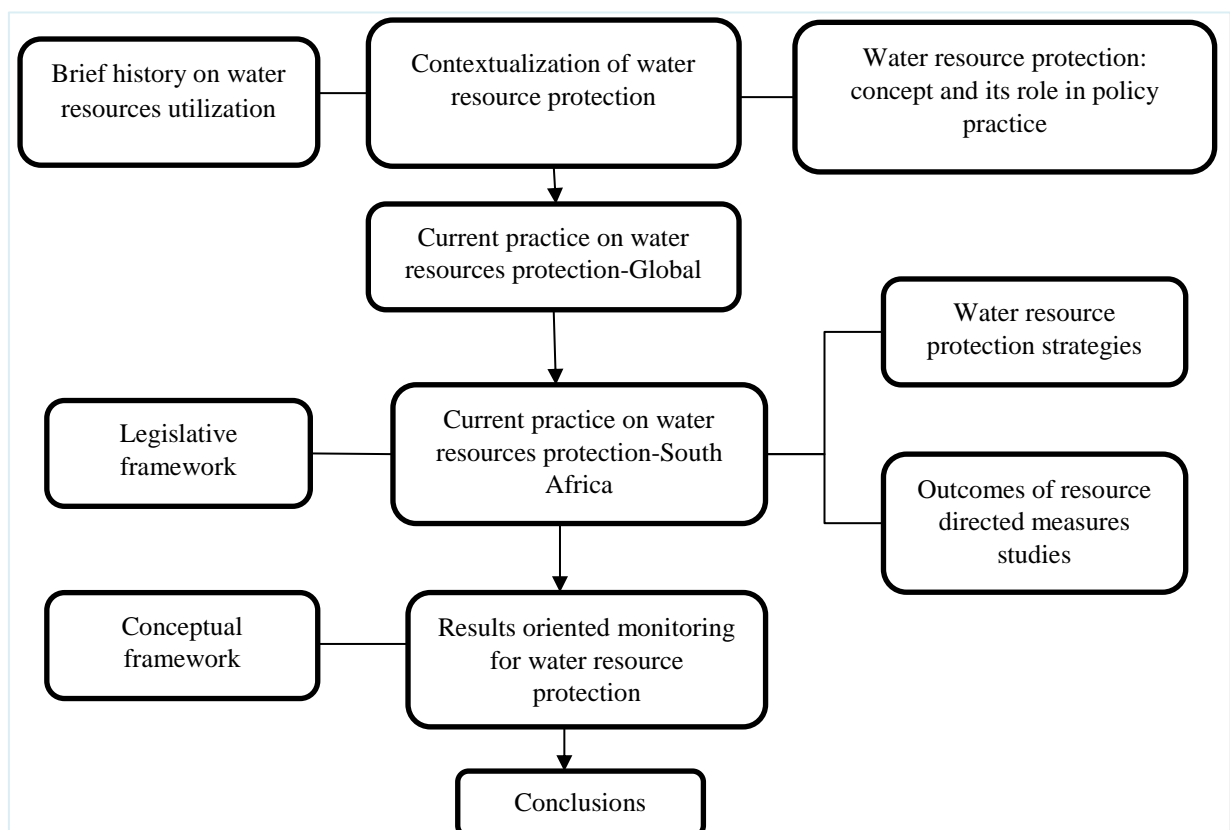 Brief history on water
resources utilization
Contextualization of water
resource protection
Water resource protection:
concept and its role in policy
practice
Current practice on water
resources protection-Global
Water resource
protection strategies
Legislative
framework
Current practice on water
resources protection-South
Africa
Outcomes of resource
directed measures
studies
Conceptual
framework
Results oriented monitoring
for water resource
protection
Conclusions